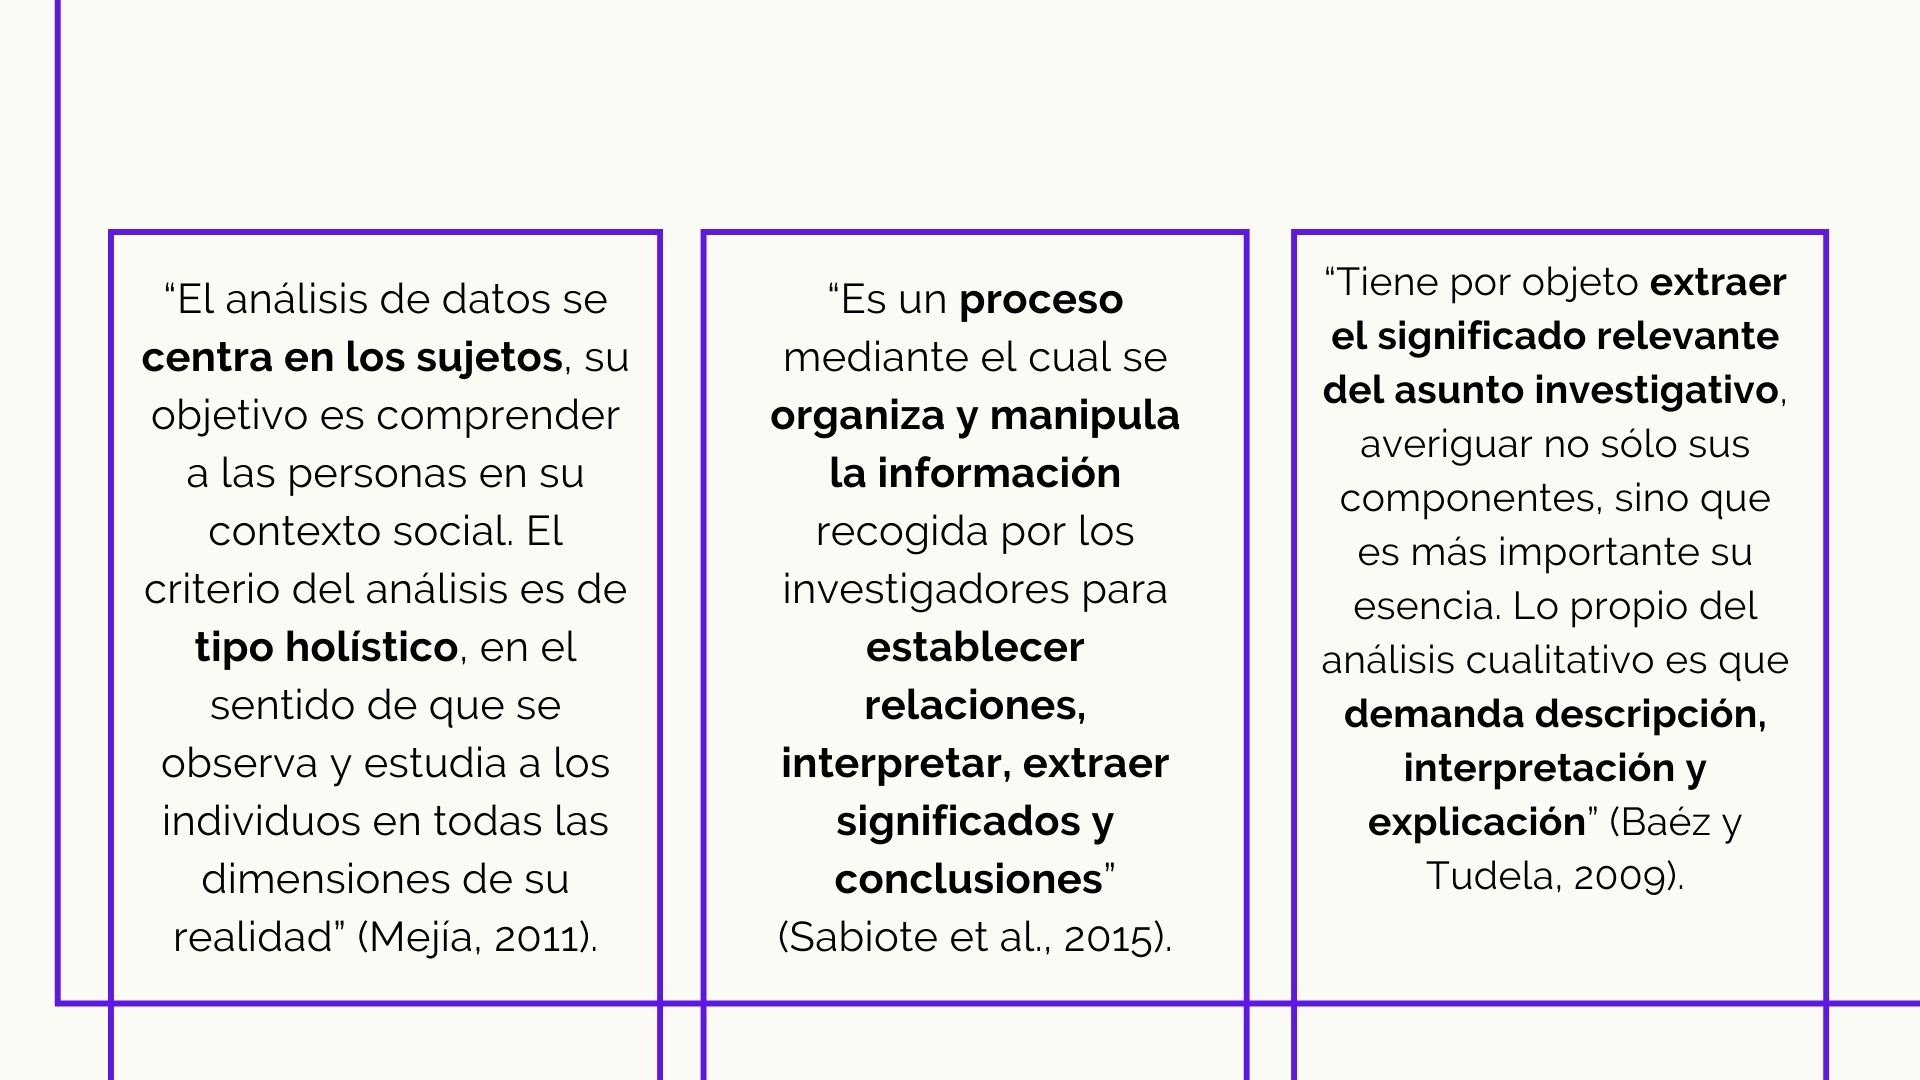 “El análisis de datos se
centra en los sujetos, su
objetivo es comprender
a las personas en su
contexto social. El
criterio del análisis es de
tipo holístico, en el
sentido de que se
observa y estudia a los
individuos en todas las
dimensiones de su
realidad” (Mejía, 2011).
“Es un proceso
mediante el cual se
organiza y manipula
la información
recogida por los
investigadores para
establecer
relaciones,
interpretar, extraer
significados y
conclusiones”
(Sabiote et al., 2015).
“Tiene por objeto extraer
el significado relevante
del asunto investigativo,
averiguar no sólo sus
componentes, sino que
es más importante su
esencia. Lo propio del
análisis cualitativo es que
demanda descripción,
interpretación y
explicación” (Baéz y
Tudela, 2009).